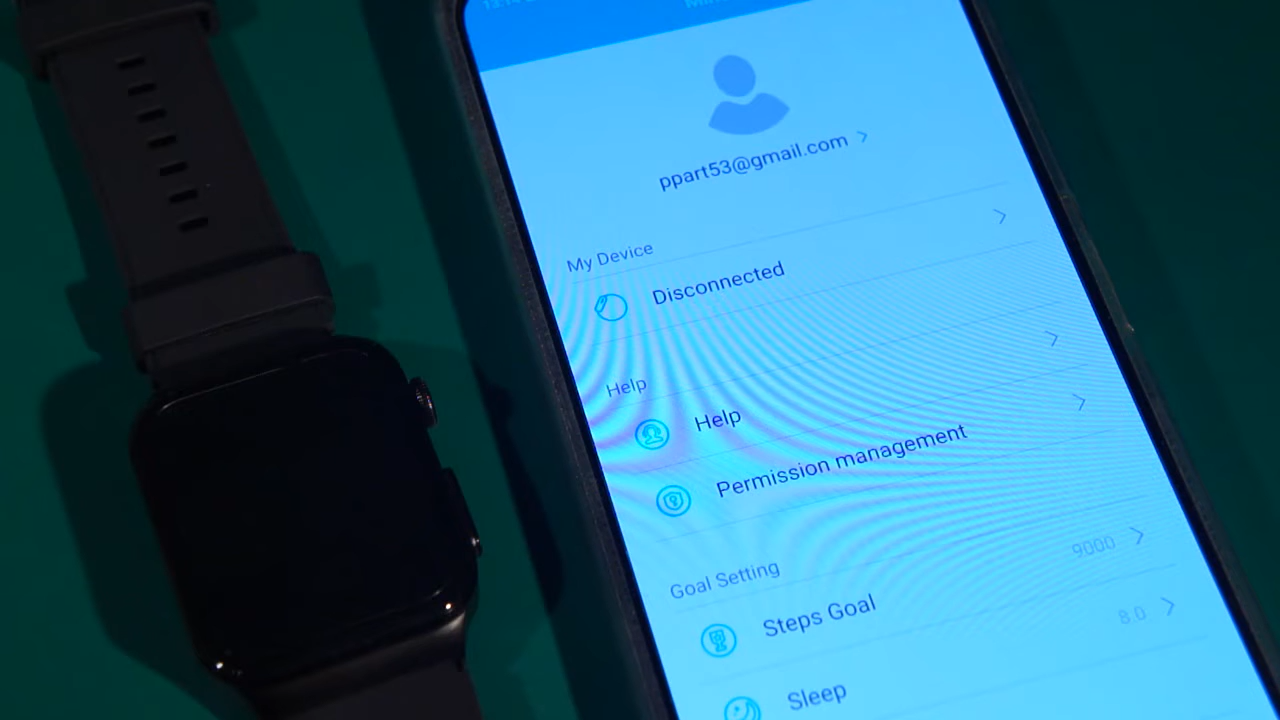 ppart53@gmail.com
My Device
Disconnected
Help
Help
Permission management
Goal Setting
Steps Goal 9000
Sleep 8.0